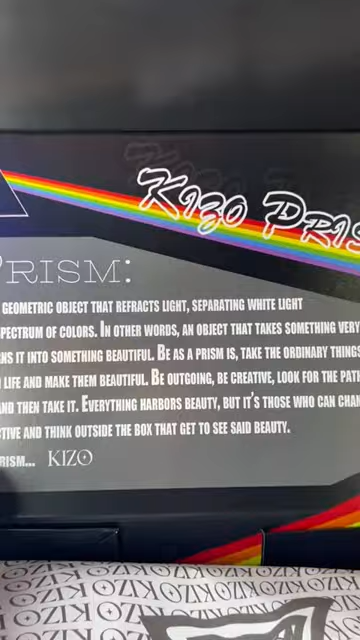 KIZO PRIS
PRISM:
GEOMETRIC OBJECT THAT REFRACTS LIGHT, SEPARATING WHITE LIGHT
SPECTRUM OF COLORS. IN OTHER WORDS, AN OBJECT THAT TAKES SOMETHING VERY
NS IT INTO SOMETHING BEAUTIFUL. BE AS A PRISM IS, TAKE THE ORDINARY THINGS
LIFE AND MAKE THEM BEAUTIFUL. BE OUTGOING, BE CREATIVE, LOOK FOR THE PATH
AND THEN TAKE IT. EVERYTHING HARBORS BEAUTY, BUT IT'S THOSE WHO CAN CHAN
CTIVE AND THINK OUTSIDE THE BOX THAT GET TO SEE SAID BEAUTY.
RISM... KIZO